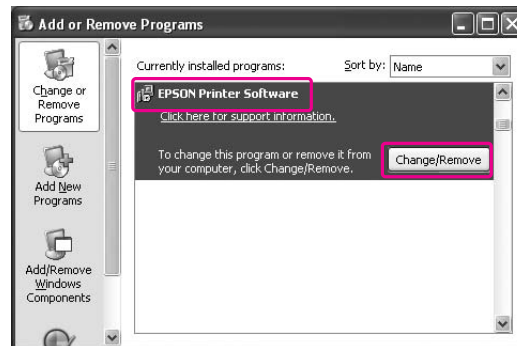 Add or Remove Programs
Change or
Remove
Programs
Add New
Programs
Add/Remove
Windows
Components
Currently installed programs:
Sort by: Name
EPSON Printer Software
Click here for support information.
To change this program or remove it from
your computer, click Change/Remove.
Change/Remove